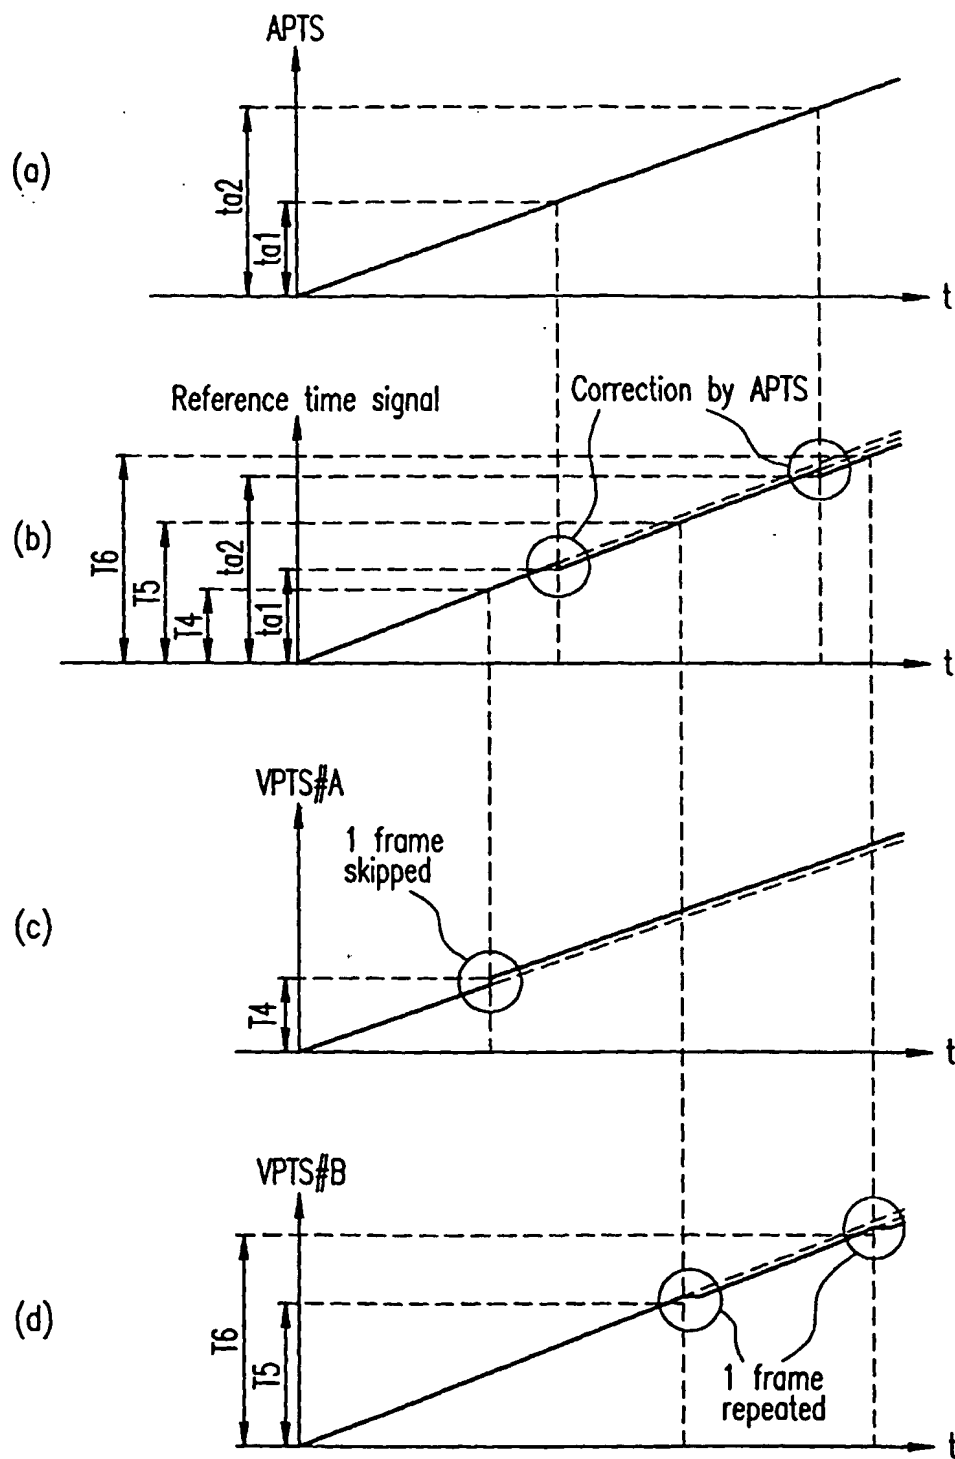 APTS
(a)
ta2
ta1
t
Reference time signal
Correction by APTS
(b)
T6
T5
T4
ta2
ta1
t
VPTS#A
1 frame
skipped
(c)
T4
t
VPTS#B
(d)
T6
T5
1 frame
repeated
t